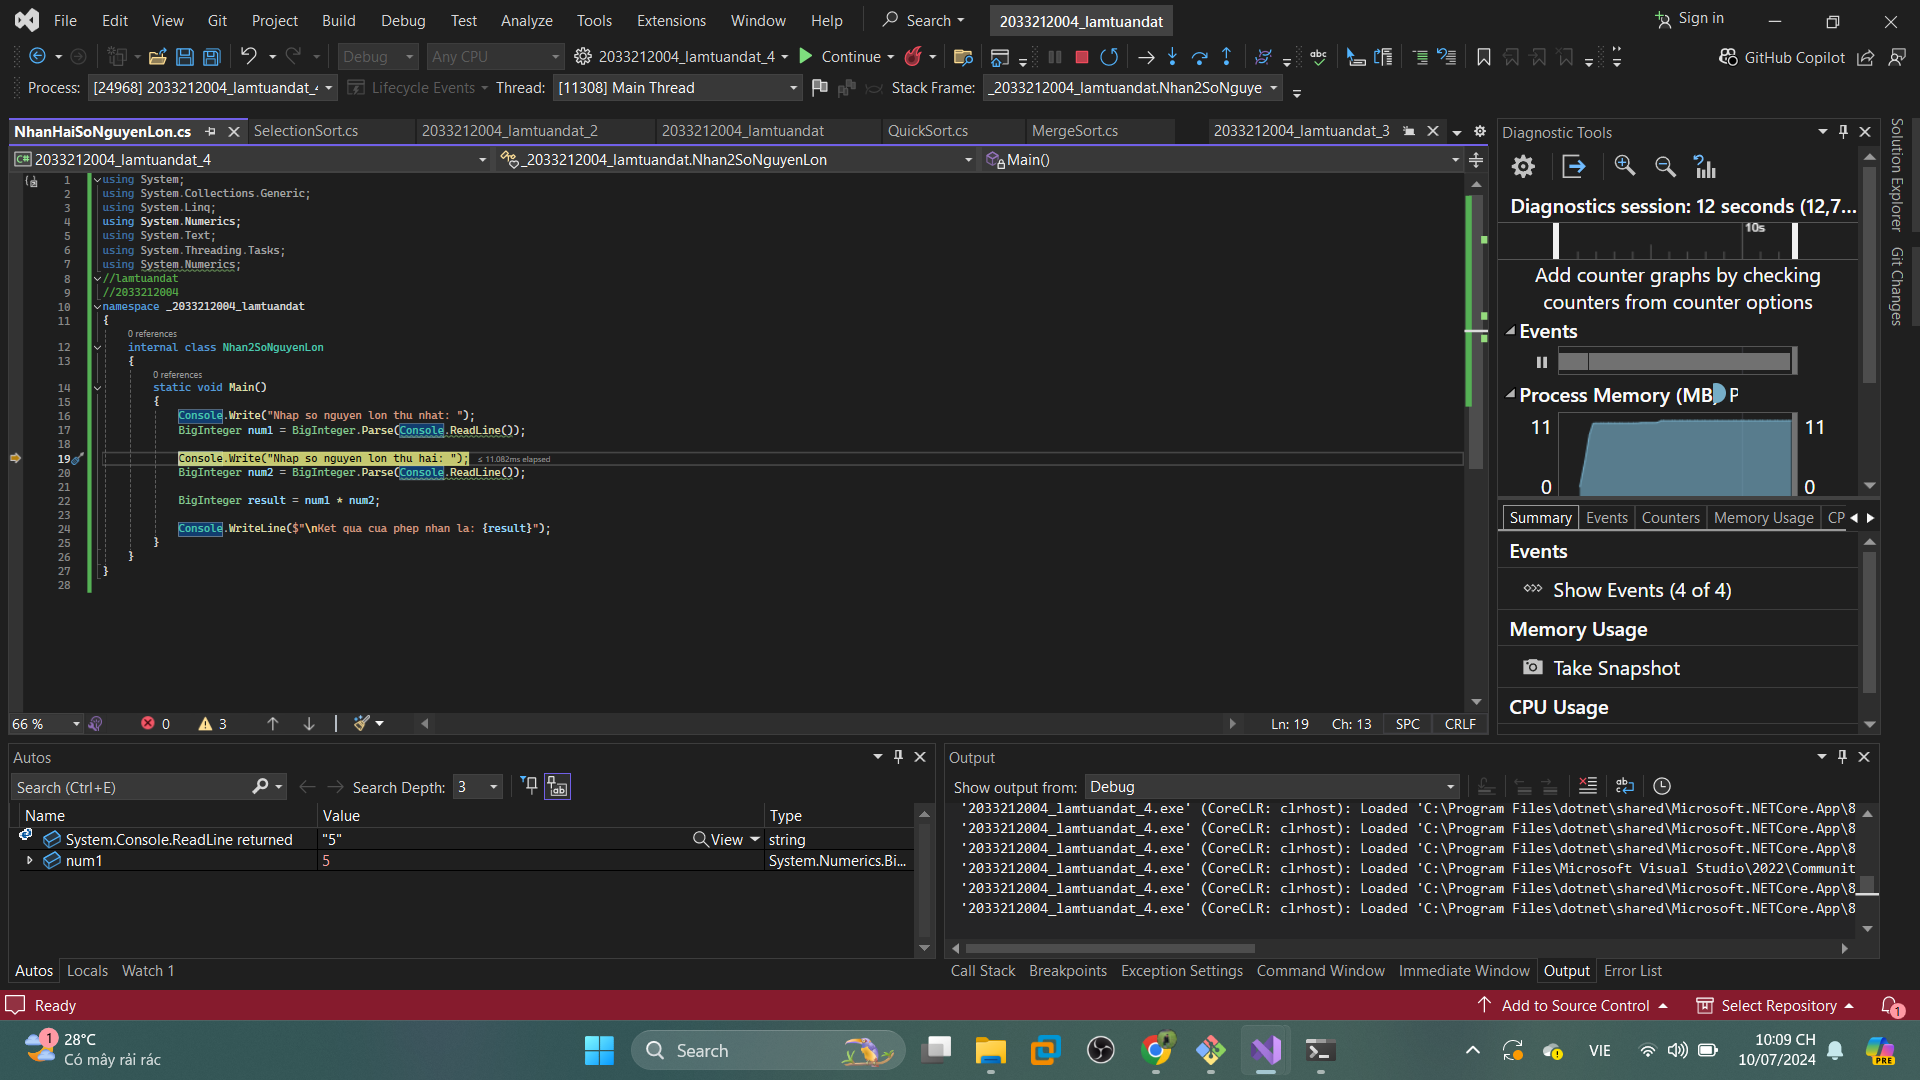 File Edit View Git Project Build Debug Test Analyze Tools Extensions Window Help Search 2033212004_lamtuandat Sign in
Debug Any CPU 2033212004_lamtuandat_4 Continue GitHub Copilot
Process: [24968] 2033212004_lamtuandat_4 Lifecycle Events Thread: [11308] Main Thread Stack Frame: _2033212004_lamtuandat.Nhan2SoNguye
NhanHaiSoNguyenLon.cs SelectionSort.cs 2033212004_lamtuandat_2 2033212004_lamtuandat QuickSort.cs MergeSort.cs 2033212004_lamtuandat_3
2033212004_lamtuandat_4 _2033212004_lamtuandat.Nhan2SoNguyenLon Main()
1 using System;
2 using System.Collections.Generic;
3 using System.Linq;
4 using System.Numerics;
5 using System.Text;
6 using System.Threading.Tasks;
7 using System.Numerics;
8 //lamtuandat
9 //2033212004
10 namespace _2033212004_lamtuandat
11 {
0 references
12 internal class Nhan2SoNguyenLon
13 {
0 references
14 static void Main()
15 {
16 Console.Write("Nhap so nguyen lon thu nhat: ");
17 BigInteger num1 = BigInteger.Parse(Console.ReadLine());
18
19 Console.Write("Nhap so nguyen lon thu hai: "); ≤ 11.082ms elapsed
20 BigInteger num2 = BigInteger.Parse(Console.ReadLine());
21
22 BigInteger result = num1 * num2;
23
24 Console.WriteLine($"\nKet qua cua phep nhan la: {result}");
25 }
26 }
27 }
28
66 % 0 3 Ln: 19 Ch: 13 SPC CRLF
Diagnostic Tools
Diagnostics session: 12 seconds (12,7...
10s
Add counter graphs by checking
counters from counter options
Events
Process Memory (MB) P
11 11
0 0
Summary Events Counters Memory Usage CP
Events
Show Events (4 of 4)
Memory Usage
Take Snapshot
CPU Usage
Solution Explorer
Git Changes
Autos
Search (Ctrl+E) Search Depth: 3
Name Value Type
System.Console.ReadLine returned "5" View string
num1 5 System.Numerics.Bi...
Autos Locals Watch 1
Output
Show output from: Debug
'2033212004_lamtuandat_4.exe' (CoreCLR: clrhost): Loaded 'C:\Program Files\dotnet\shared\Microsoft.NETCore.App\8
'2033212004_lamtuandat_4.exe' (CoreCLR: clrhost): Loaded 'C:\Program Files\dotnet\shared\Microsoft.NETCore.App\8
'2033212004_lamtuandat_4.exe' (CoreCLR: clrhost): Loaded 'C:\Program Files\dotnet\shared\Microsoft.NETCore.App\8
'2033212004_lamtuandat_4.exe' (CoreCLR: clrhost): Loaded 'C:\Program Files\Microsoft Visual Studio\2022\Communit
'2033212004_lamtuandat_4.exe' (CoreCLR: clrhost): Loaded 'C:\Program Files\dotnet\shared\Microsoft.NETCore.App\8
'2033212004_lamtuandat_4.exe' (CoreCLR: clrhost): Loaded 'C:\Program Files\dotnet\shared\Microsoft.NETCore.App\8
Call Stack Breakpoints Exception Settings Command Window Immediate Window Output Error List
Ready Add to Source Control Select Repository 1
1 28°C
Có mây rải rác
Search
VIE
10:09 CH
10/07/2024
PRE